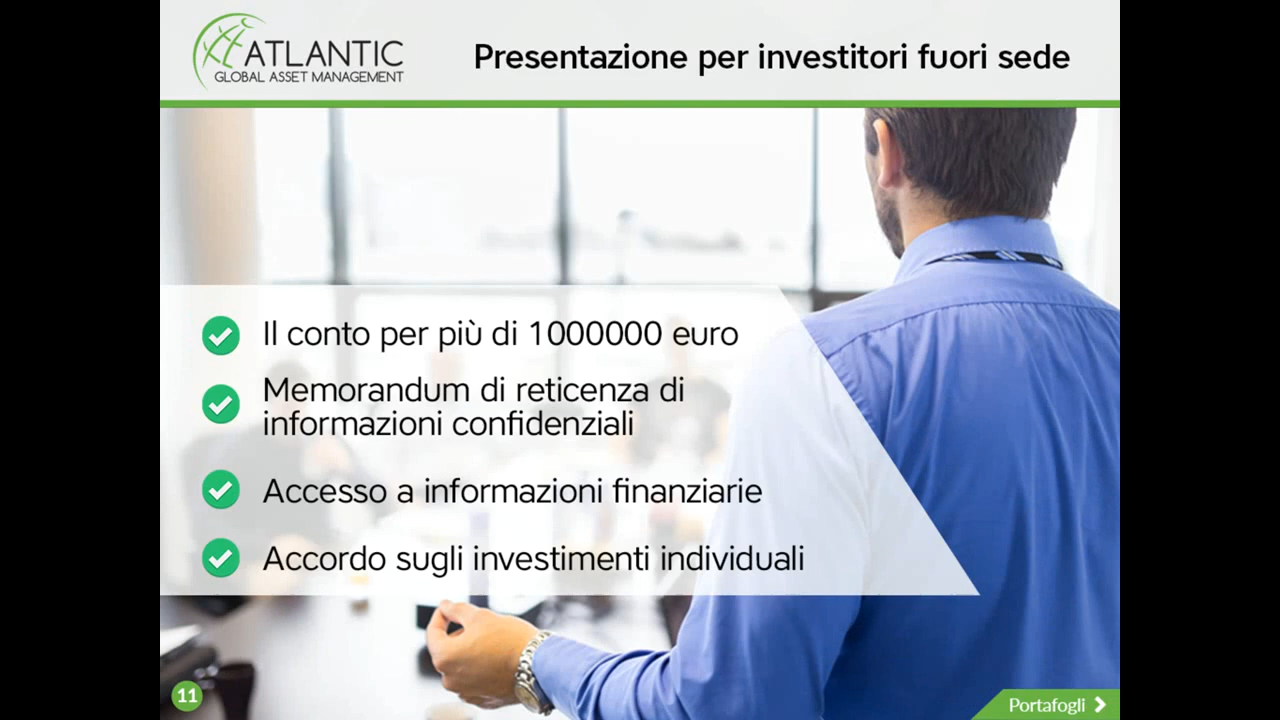 ATLANTIC
GLOBAL ASSET MANAGEMENT
Presentazione per investitori fuori sede
Il conto per più di 1000000 euro
Memorandum di reticenza di
informazioni confidenziali
Accesso a informazioni finanziarie
Accordo sugli investimenti individuali
11
Portafogli